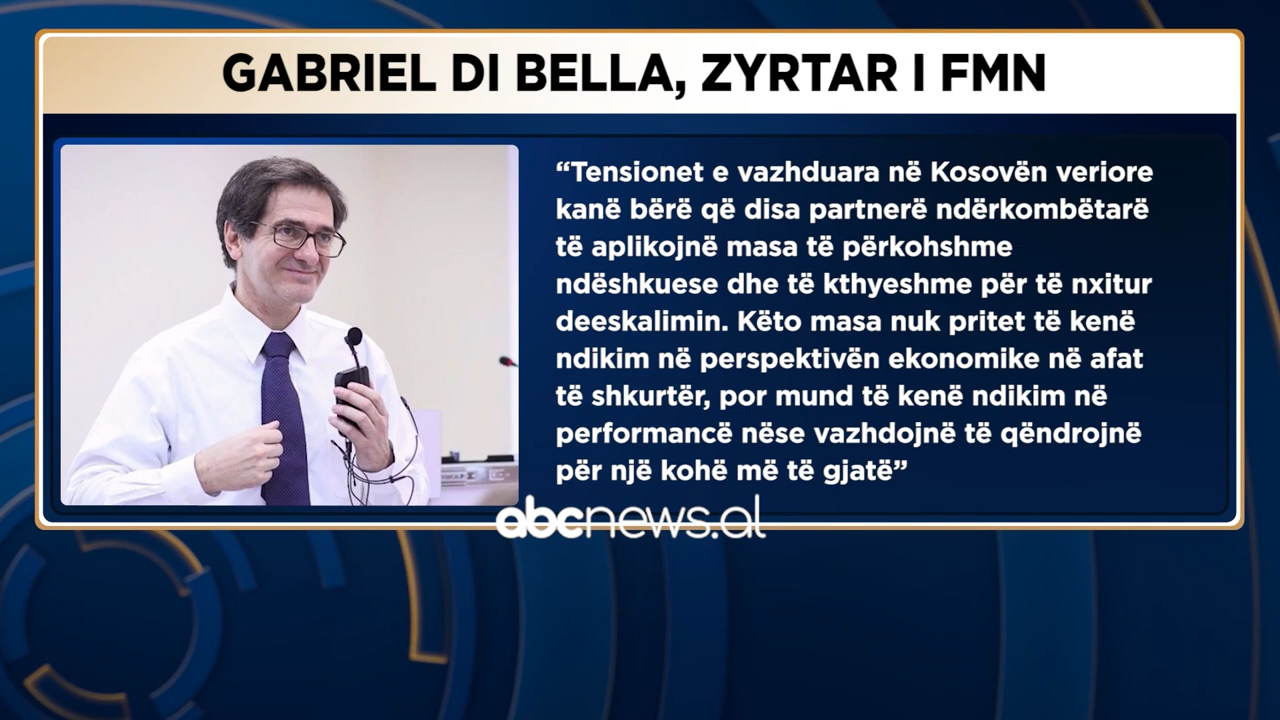 GABRIEL DI BELLA, ZYRTAR I FMN
“Tensionet e vazhduara në Kosovën veriore
kanë bërë që disa partnerë ndërkombëtarë
të aplikojnë masa të përkohshme
ndëshkuese dhe të kthyeshme për të nxitur
deeskalimin. Këto masa nuk pritet të kenë
ndikim në perspektivën ekonomike në afat
të shkurtër, por mund të kenë ndikim në
performancë nëse vazhdojnë të qëndrojnë
për një kohë më të gjatë”
abcnews.al